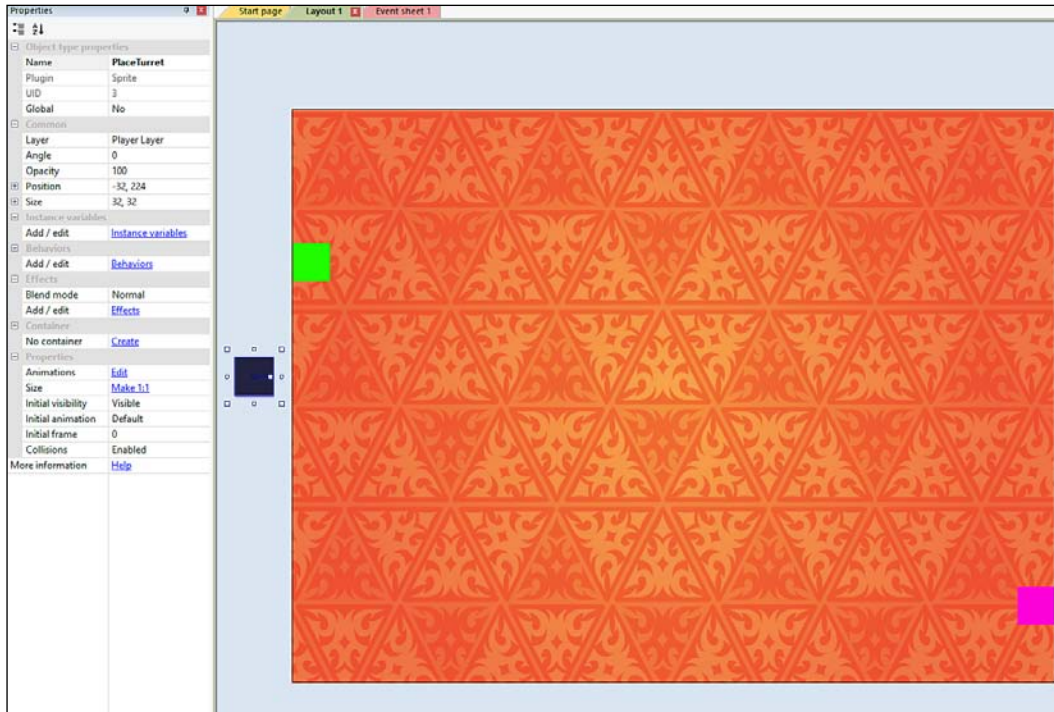 Properties
Start page Layout 1 Event sheet 1
Object type properties
Name PlaceTurret
Plugin Sprite
UID 3
Global No
Common
Layer Player Layer
Angle 0
Opacity 100
Position -32, 224
Size 32, 32
Instance variables
Add / edit Instance variables
Behaviors
Add / edit Behaviors
Effects
Blend mode Normal
Add / edit Effects
Container
No container Create
Properties
Animations Edit
Size Make 1:1
Initial visibility Visible
Initial animation Default
Initial frame 0
Collisions Enabled
More information Help